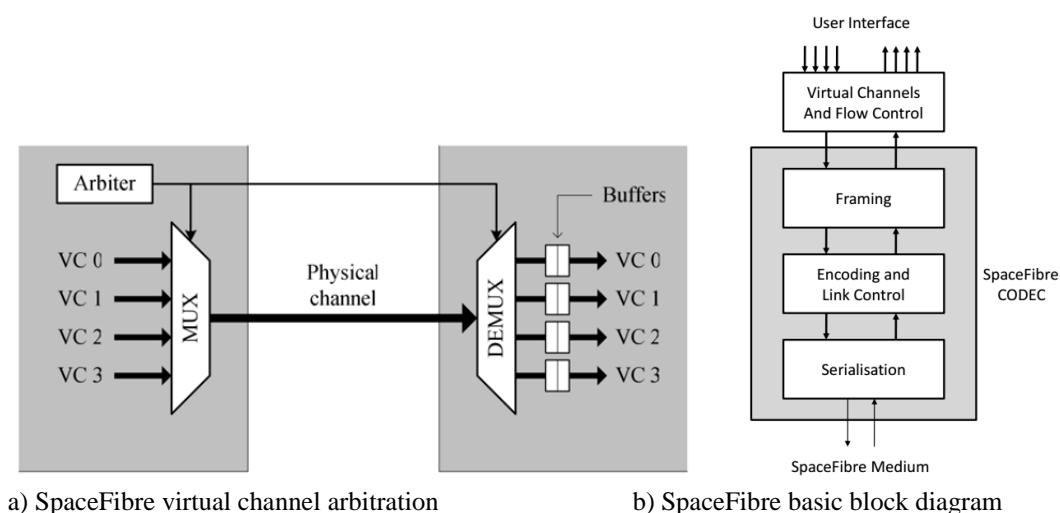 Arbiter
VC 0
VC 1
VC 2
VC 3
MUX
Physical
channel
DEMUX
Buffers
VC 0
VC 1
VC 2
VC 3
a) SpaceFibre virtual channel arbitration
User Interface
Virtual Channels
And Flow Control
Framing
Encoding and
Link Control
Serialisation
SpaceFibre
CODEC
SpaceFibre Medium
b) SpaceFibre basic block diagram